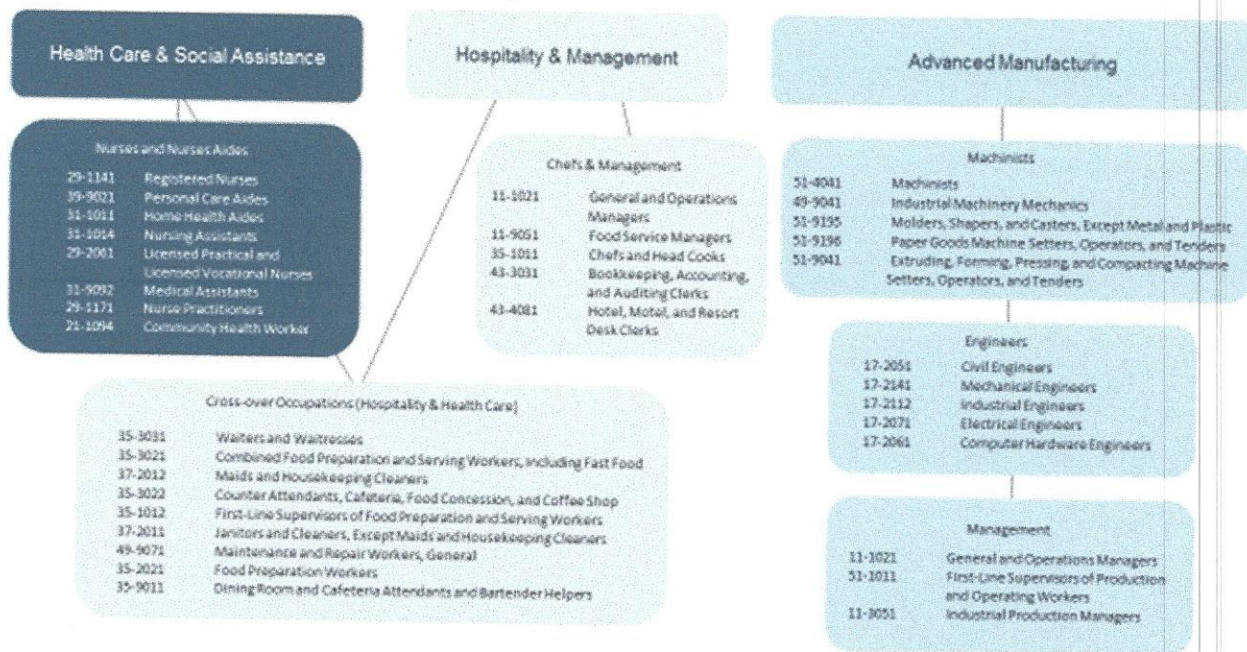 Health Care & Social Assistance
Nurses and Nurses Aides
29-1141 Registered Nurses
39-9021 Personal Care Aides
31-1011 Home Health Aides
31-1014 Nursing Assistants
29-2061 Licensed Practical and
Licensed Vocational Nurses
31-9092 Medical Assistants
29-1171 Nurse Practitioners
21-1094 Community Health Worker
Hospitality & Management
Chefs & Management
11-1021 General and Operations
Managers
11-9051 Food Service Managers
35-1011 Chefs and Head Cooks
43-3031 Bookkeeping, Accounting,
and Auditing Clerks
43-4081 Hotel, Motel, and Resort
Desk Clerks
Cross-over Occupations (Hospitality & Health Care)
35-3031 Waiters and Waitresses
35-3021 Combined Food Preparation and Serving Workers, Including Fast Food
37-2012 Maids and Housekeeping Cleaners
35-3022 Counter Attendants, Cafeteria, Food Concession, and Coffee Shop
35-1012 First-Line Supervisors of Food Preparation and Serving Workers
37-2011 Janitors and Cleaners, Except Maids and Housekeeping Cleaners
49-9071 Maintenance and Repair Workers, General
35-2021 Food Preparation Workers
35-9011 Dining Room and Cafeteria Attendants and Bartender Helpers
Advanced Manufacturing
Machinists
51-4041 Machinists
49-9041 Industrial Machinery Mechanics
51-9195 Molders, Shapers, and Casters, Except Metal and Plastic
51-9196 Paper Goods Machine Setters, Operators, and Tenders
51-9041 Extruding, Forming, Pressing, and Compacting Machine
Setters, Operators, and Tenders
Engineers
17-2051 Civil Engineers
17-2141 Mechanical Engineers
17-2112 Industrial Engineers
17-2071 Electrical Engineers
17-2061 Computer Hardware Engineers
Management
11-1021 General and Operations Managers
51-1011 First-Line Supervisors of Production
and Operating Workers
11-3051 Industrial Production Managers